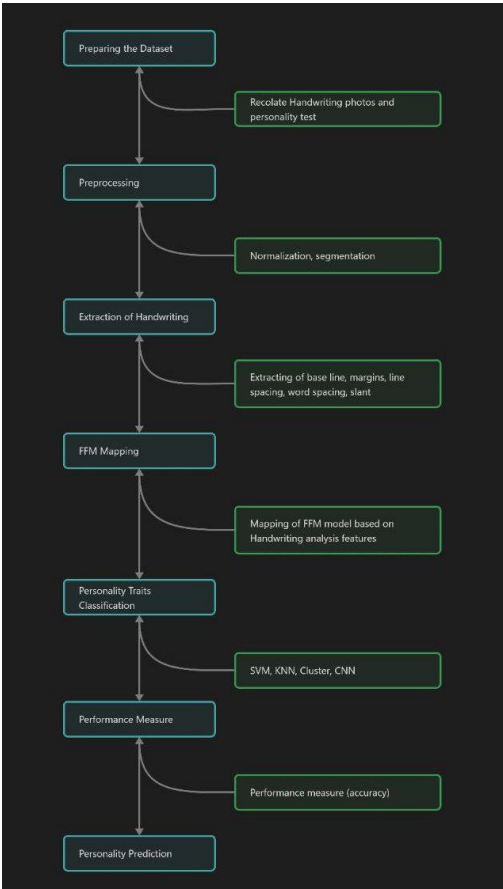 Preparing the Dataset
Recolate Handwriting photos and
personality test
Preprocessing
Normalization, segmentation
Extraction of Handwriting
Extracting of base line, margins, line
spacing, word spacing, slant
FFM Mapping
Mapping of FFM model based on
Handwriting analysis features
Personality Traits
Classification
SVM, KNN, Cluster, CNN
Performance Measure
Performance measure (accuracy)
Personality Prediction